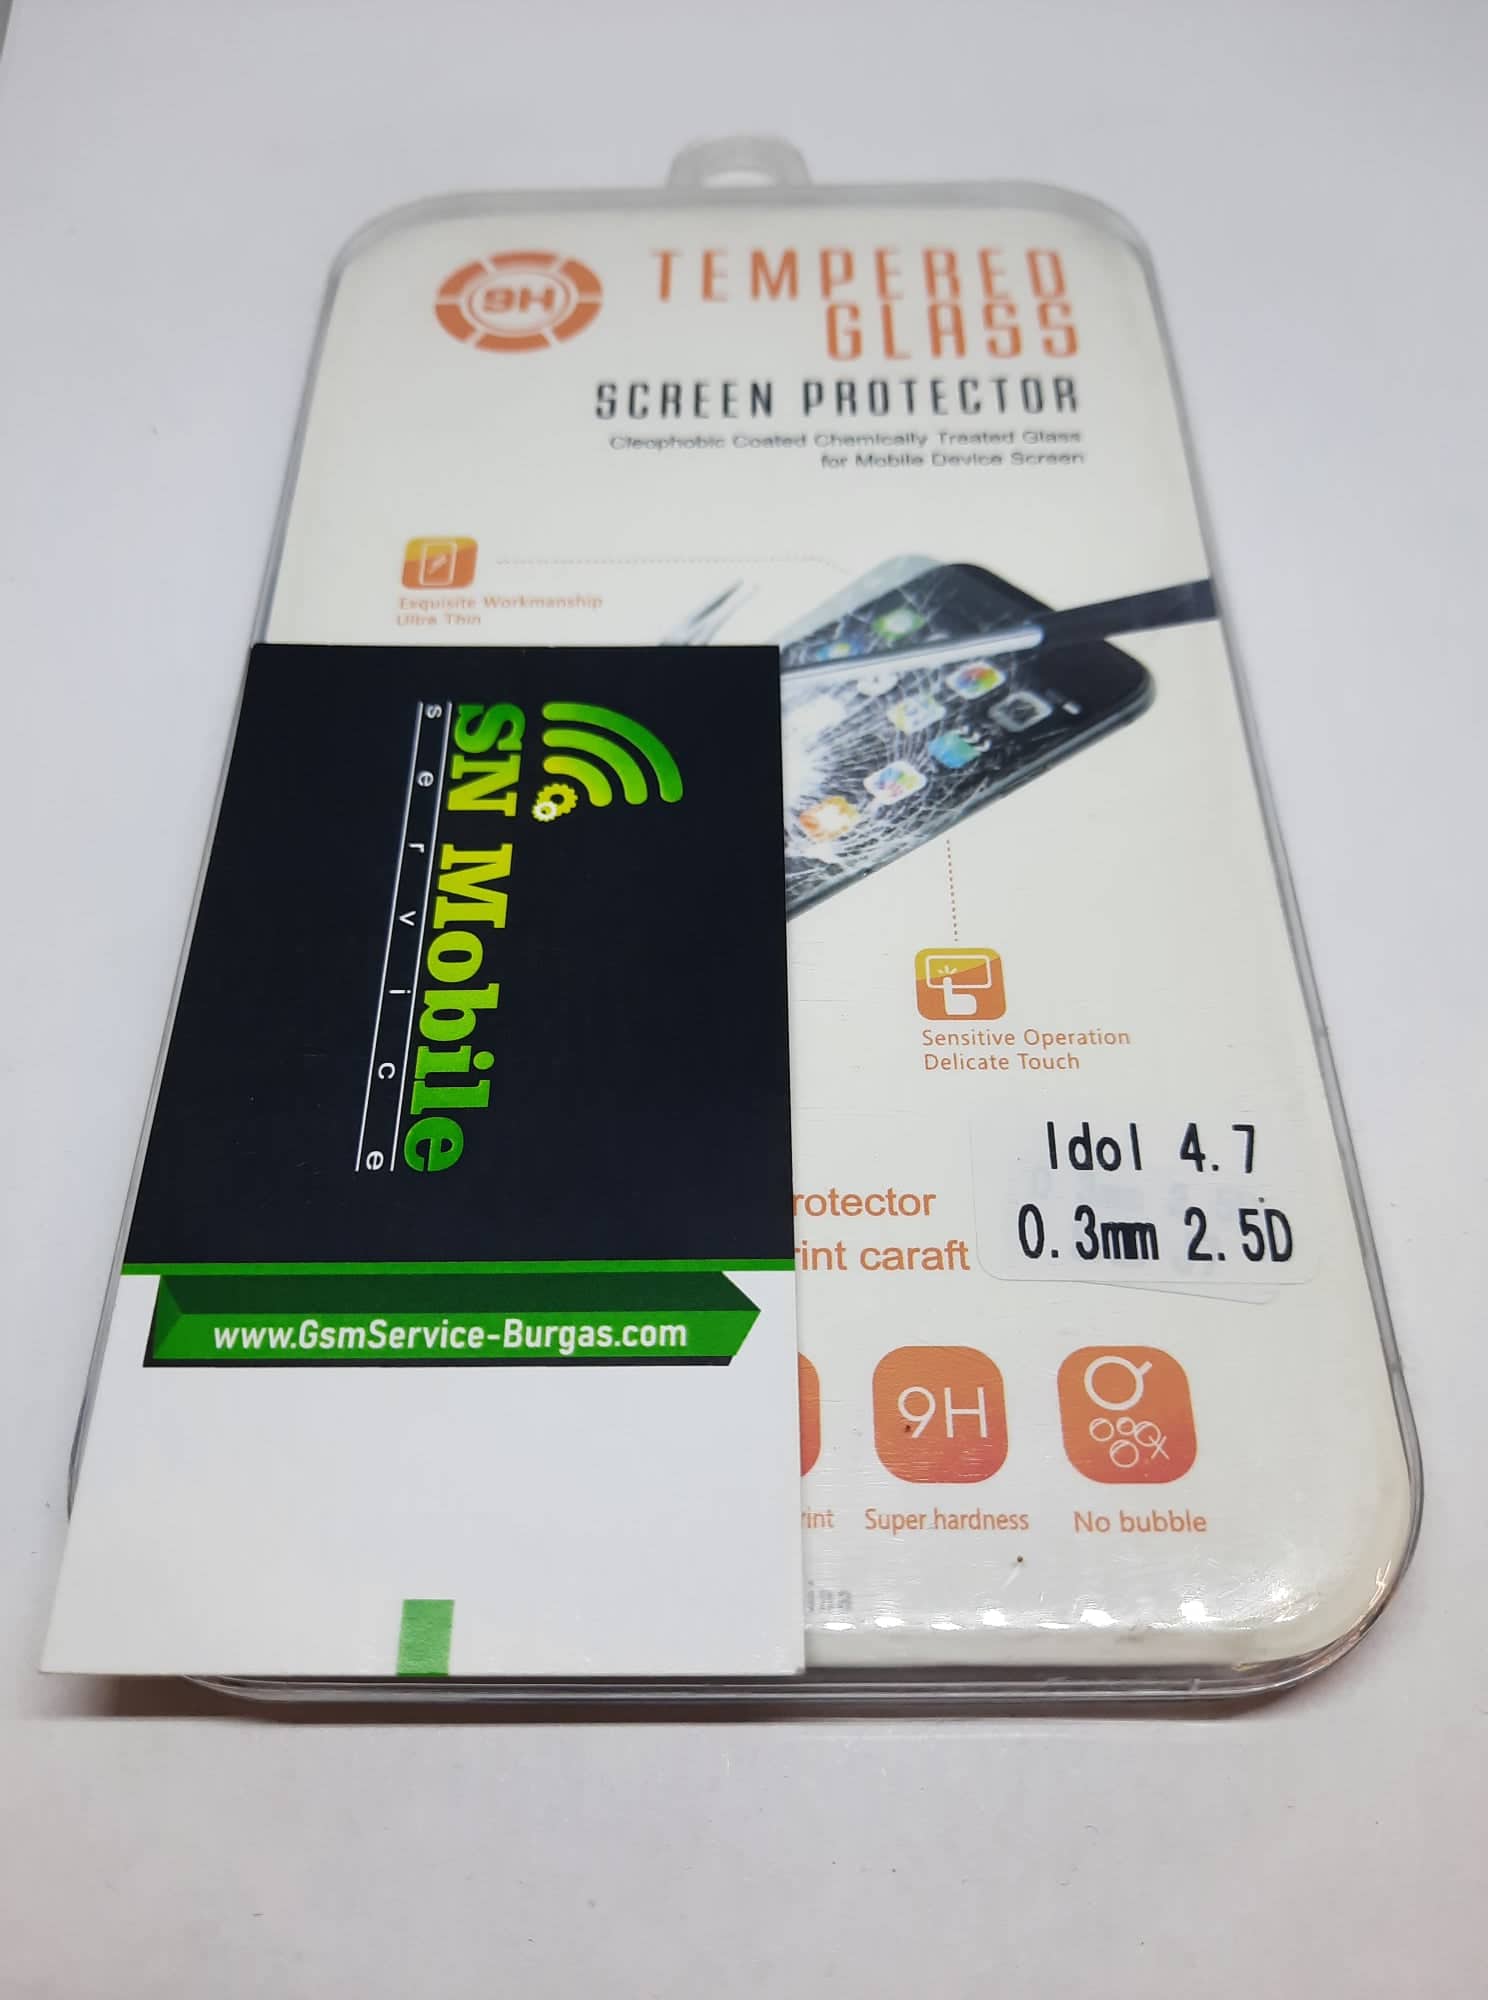 9H
TEMPERED
GLASS
SCREEN PROTECTOR
Cleophobic Coated Chemically Treated Glass
for Mobile Device Screen
Exquisite Workmanship
Ultra Thin
SN Mobile
service
Sensitive Operation
Delicate Touch
Idol 4.7
0.3mm 2.5D
rotector
rint caraft
www.GsmService-Burgas.com
9H
rint
Super hardness
No bubble